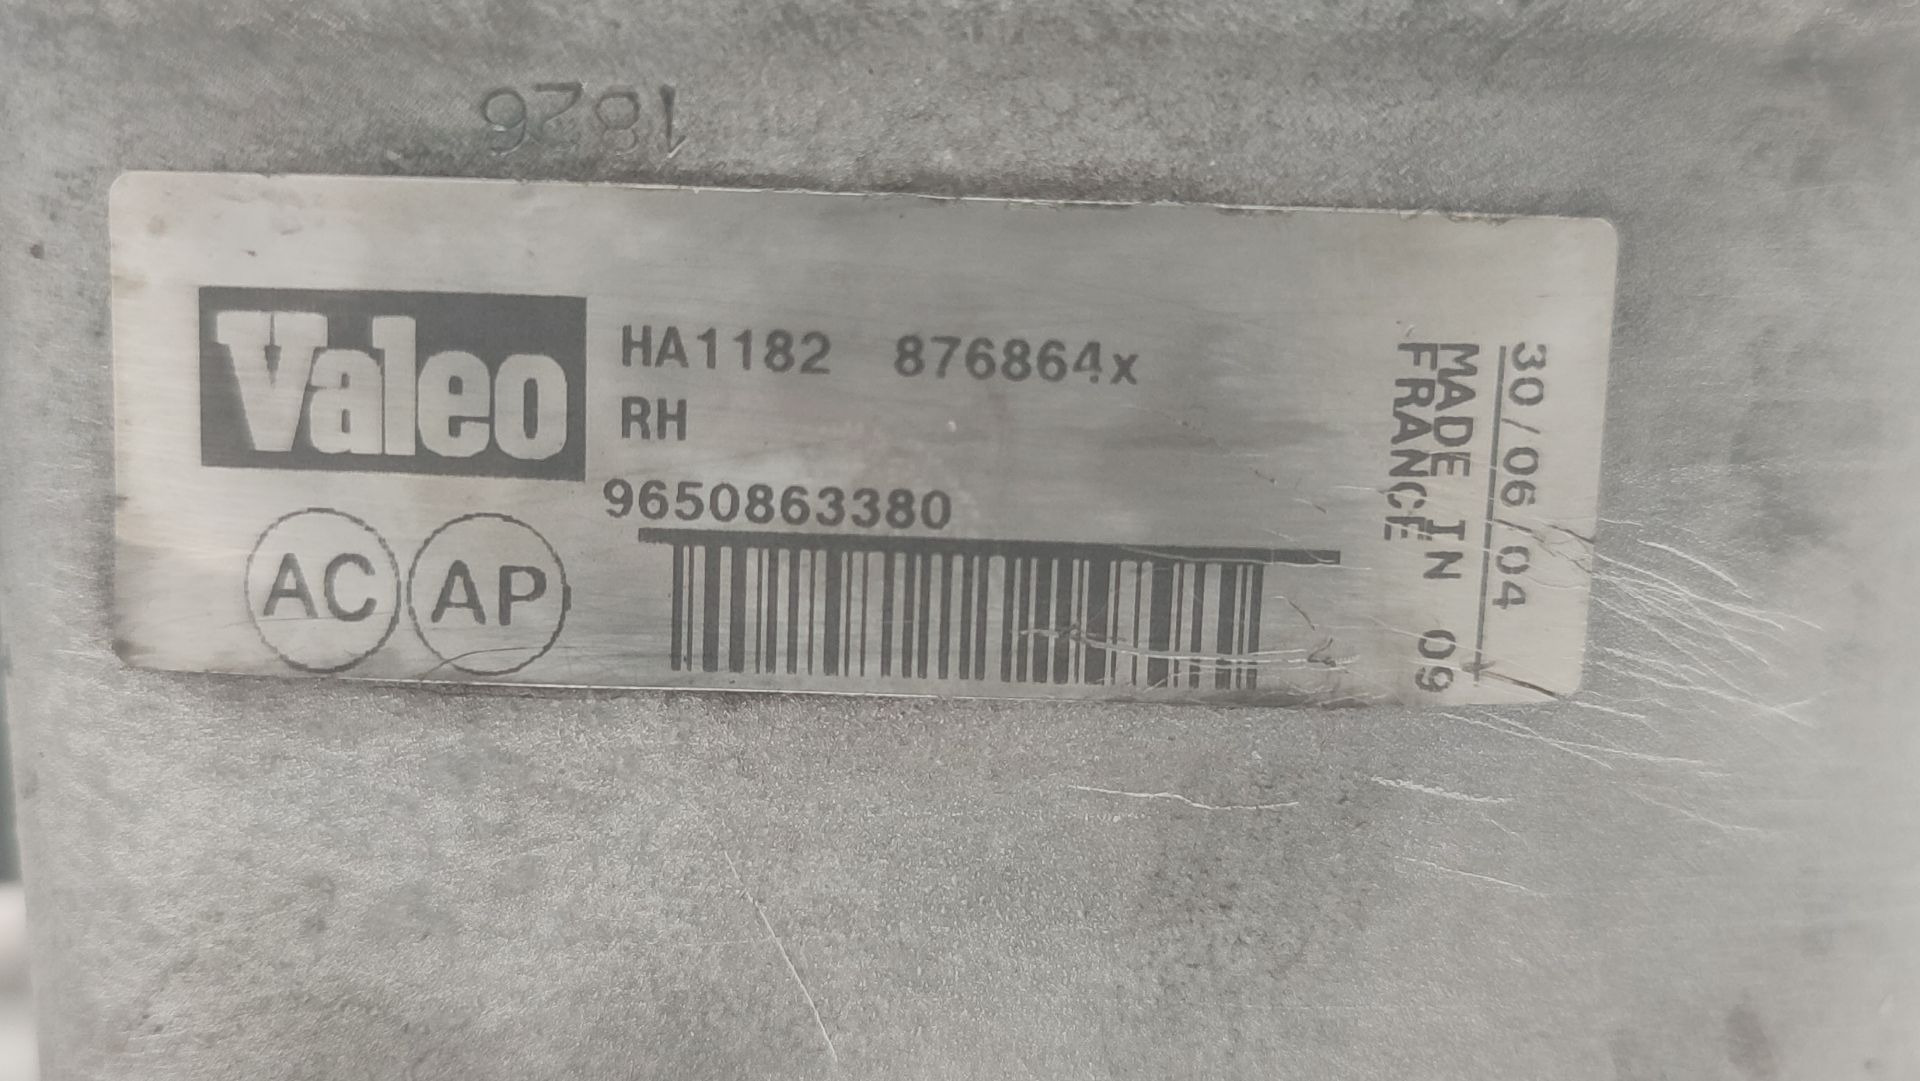 1826
Valeo
HA1182 876864x
RH
9650863380
AC AP
30/06/04
MADE IN 09
FRANCE